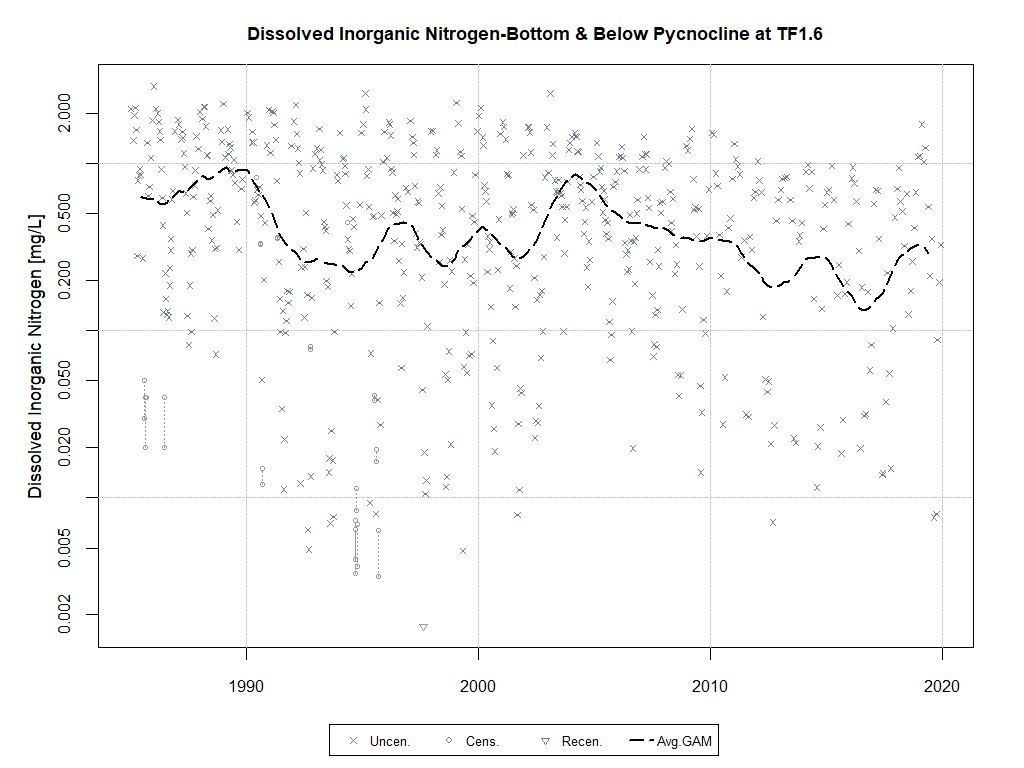 Dissolved Inorganic Nitrogen-Bottom & Below Pycnocline at TF1.6
Dissolved Inorganic Nitrogen [mg/L]
2.000
0.500
0.200
0.050
0.020
0.005
0.002
1990 2000 2010 2020
Uncen. Cens. Recen. Avg.GAM